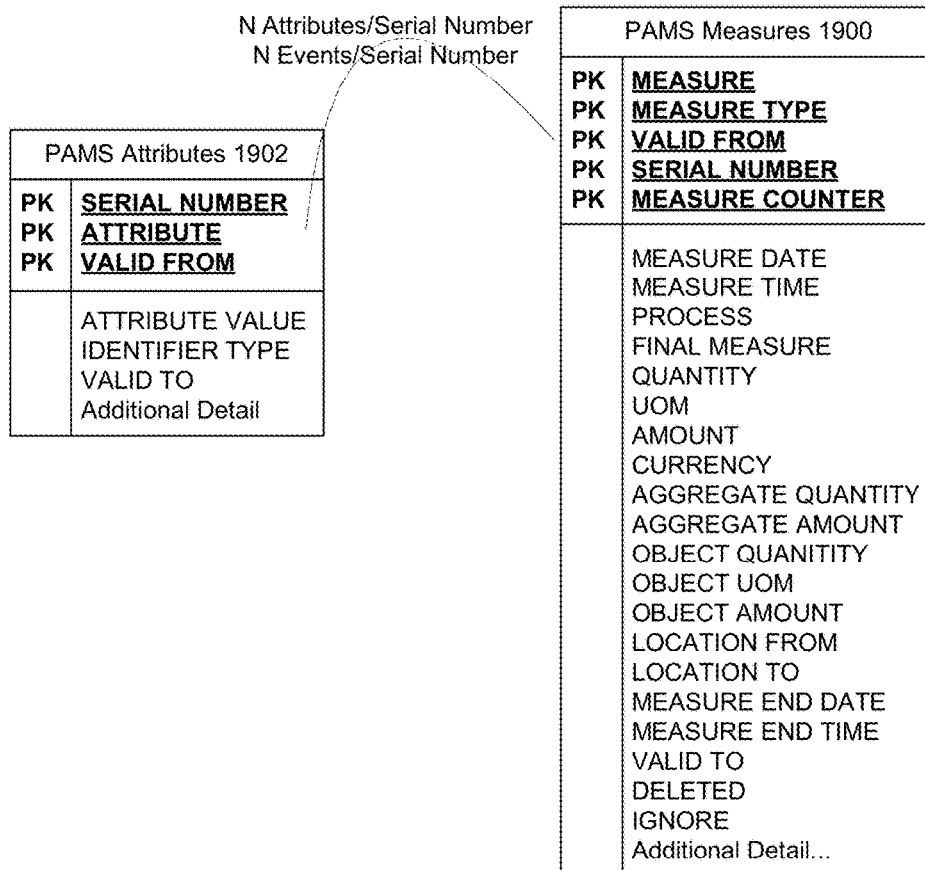 N Attributes/Serial Number
N Events/Serial Number
PAMS Attributes 1902
PK SERIAL NUMBER
PK ATTRIBUTE
PK VALID FROM
ATTRIBUTE VALUE
IDENTIFIER TYPE
VALID TO
Additional Detail
PAMS Measures 1900
PK MEASURE
PK MEASURE TYPE
PK VALID FROM
PK SERIAL NUMBER
PK MEASURE COUNTER
MEASURE DATE
MEASURE TIME
PROCESS
FINAL MEASURE
QUANTITY
UOM
AMOUNT
CURRENCY
AGGREGATE QUANTITY
AGGREGATE AMOUNT
OBJECT QUANITITY
OBJECT UOM
OBJECT AMOUNT
LOCATION FROM
LOCATION TO
MEASURE END DATE
MEASURE END TIME
VALID TO
DELETED
IGNORE
Additional Detail...